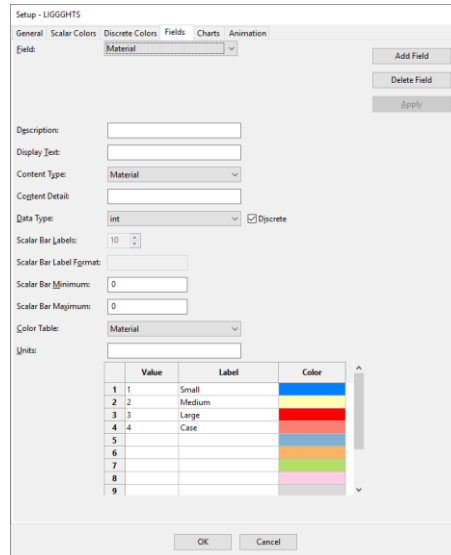 Setup - LIGGGHTS
General Scalar Colors Discrete Colors Fields Charts Animation
Field: Material
Add Field
Delete Field
Apply
Description:
Display Text:
Content Type: Material
Content Detail:
Data Type: int Discrete
Scalar Bar Labels: 10
Scalar Bar Label Format:
Scalar Bar Minimum: 0
Scalar Bar Maximum: 0
Color Table: Material
Units:
Value Label Color
1 1 Small
2 2 Medium
3 3 Large
4 4 Case
5
6
7
8
9
OK Cancel